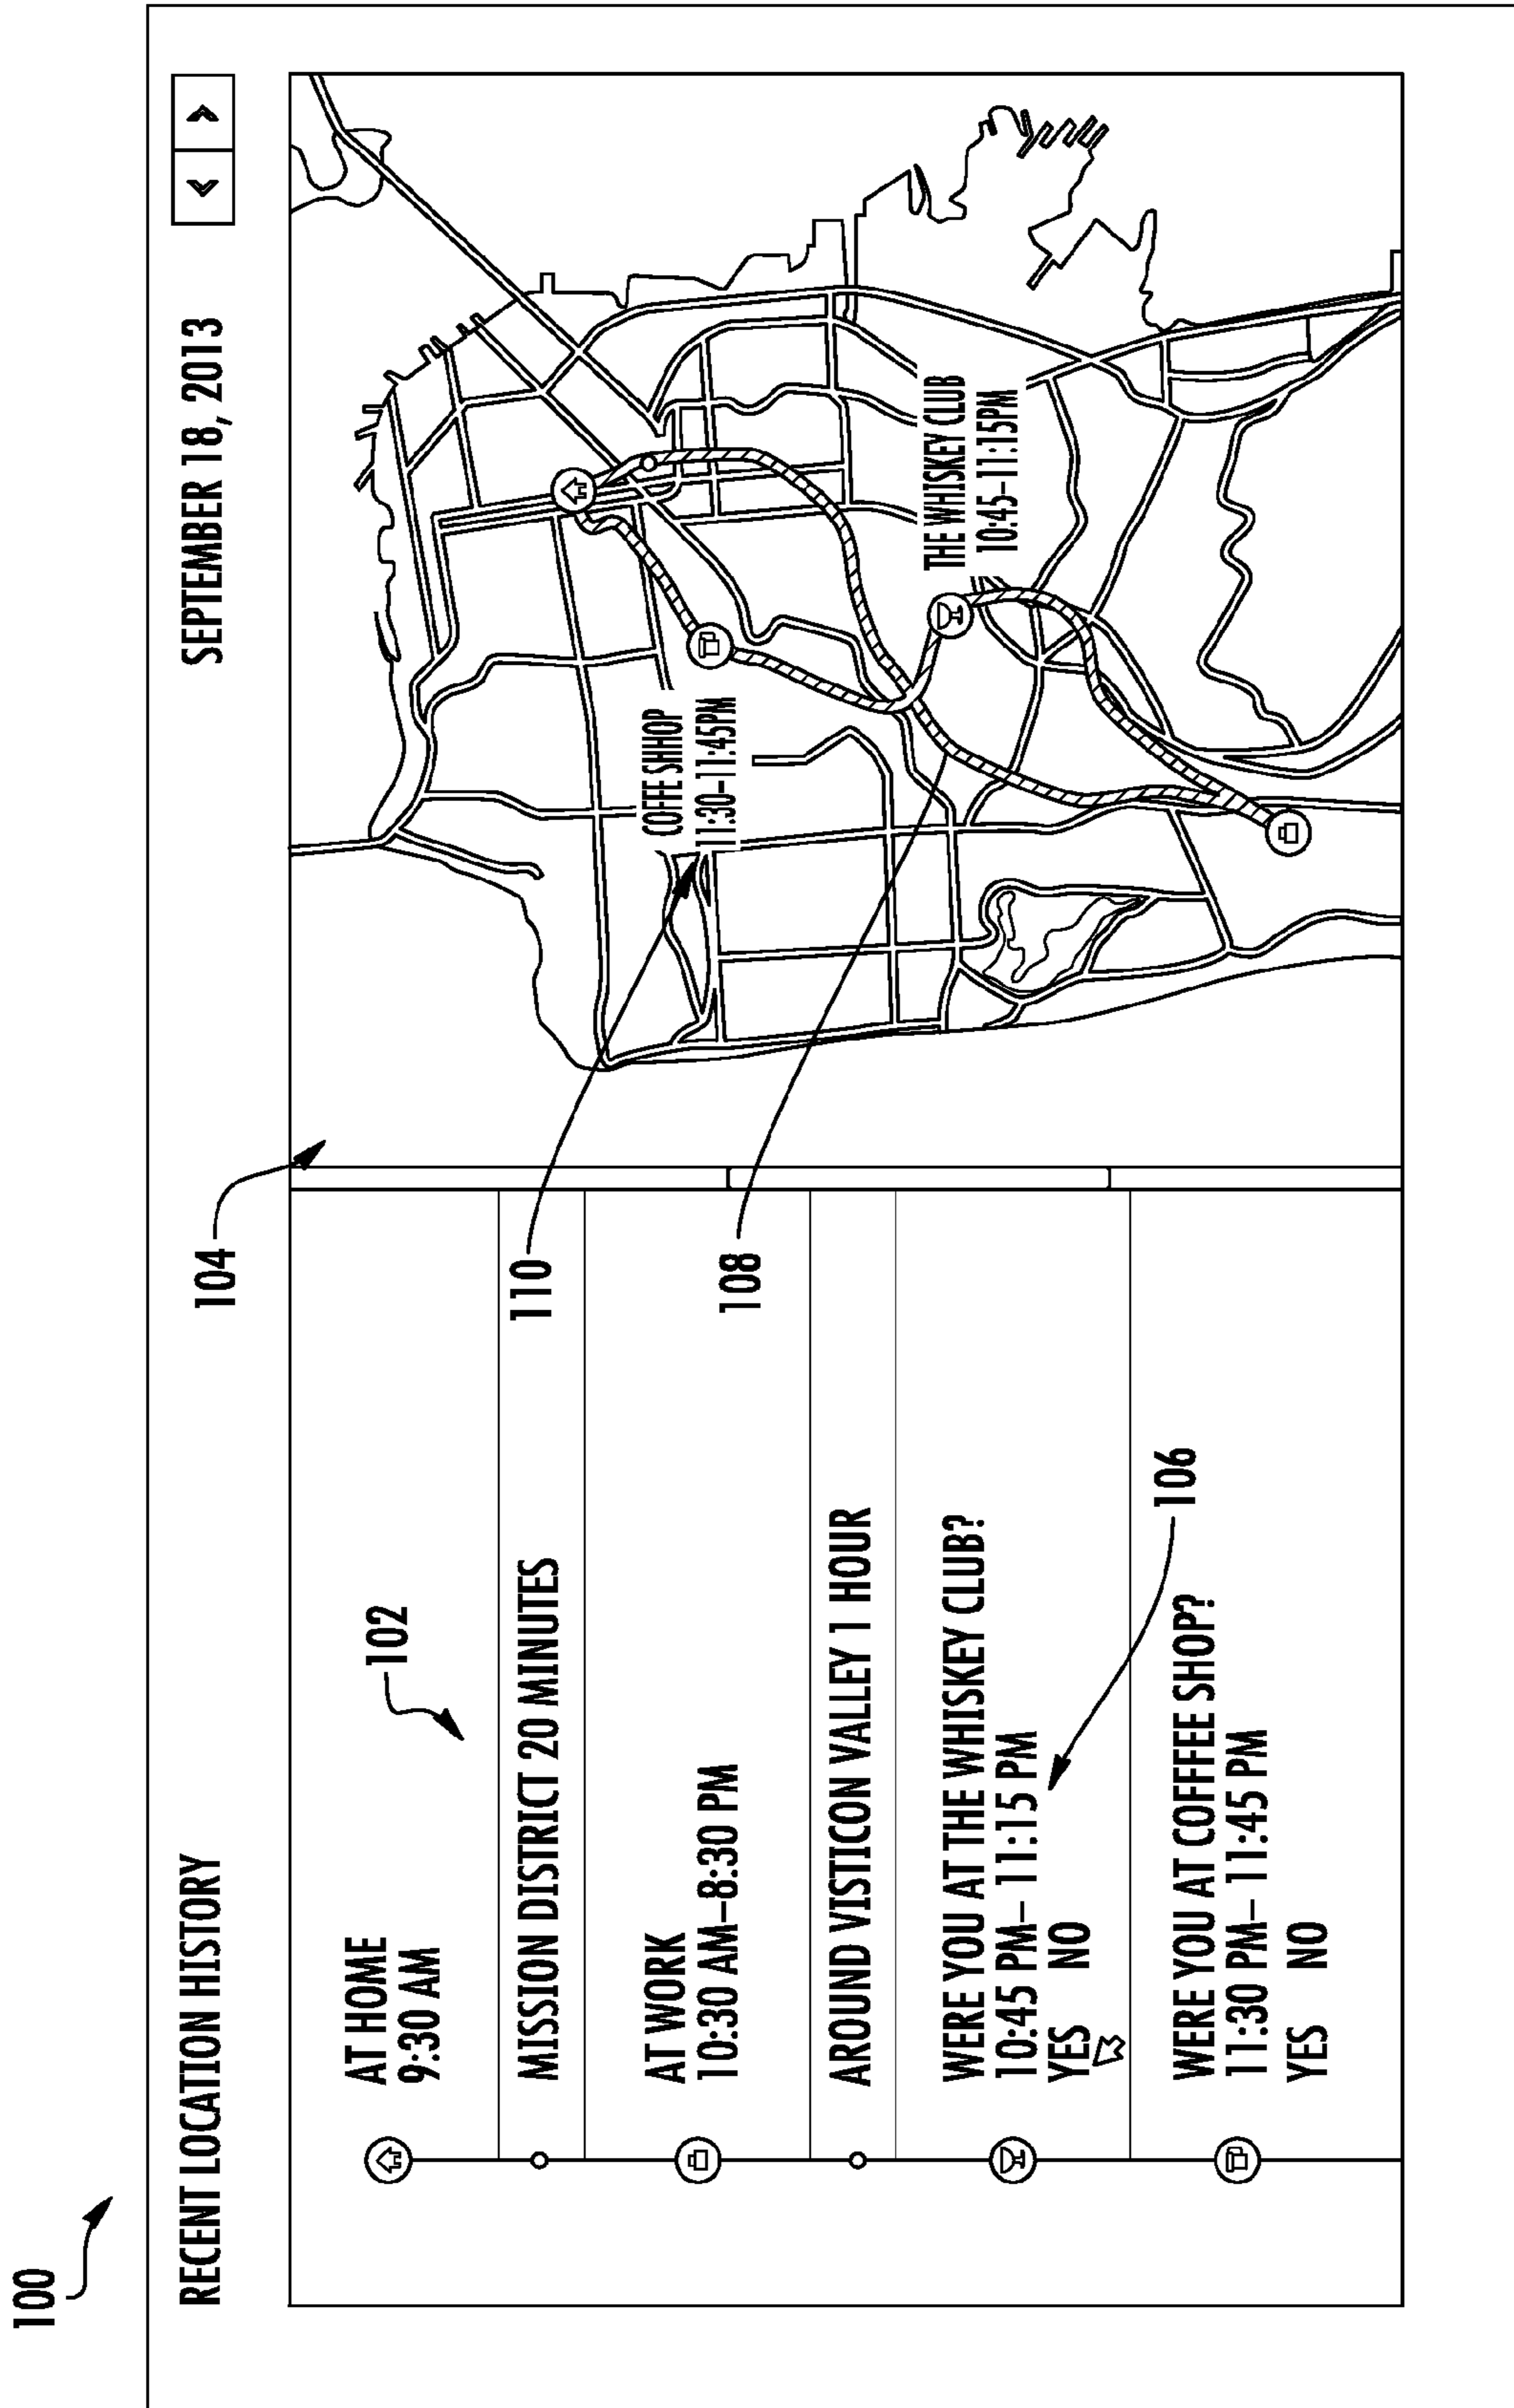 100
RECENT LOCATION HISTORY
SEPTEMBER 18, 2013
< >
104
AT HOME
9:30 AM
102
MISSION DISTRICT 20 MINUTES
110
AT WORK
10:30 AM–8:30 PM
108
AROUND VISTICON VALLEY 1 HOUR
WERE YOU AT THE WHISKEY CLUB?
10:45 PM– 11:15 PM
YES NO
106
WERE YOU AT COFFEE SHOP?
11:30 PM– 11:45 PM
YES NO
COFFE SHHOP
11:30–11:45PM
THE WHISKEY CLUB
10:45–11:15PM